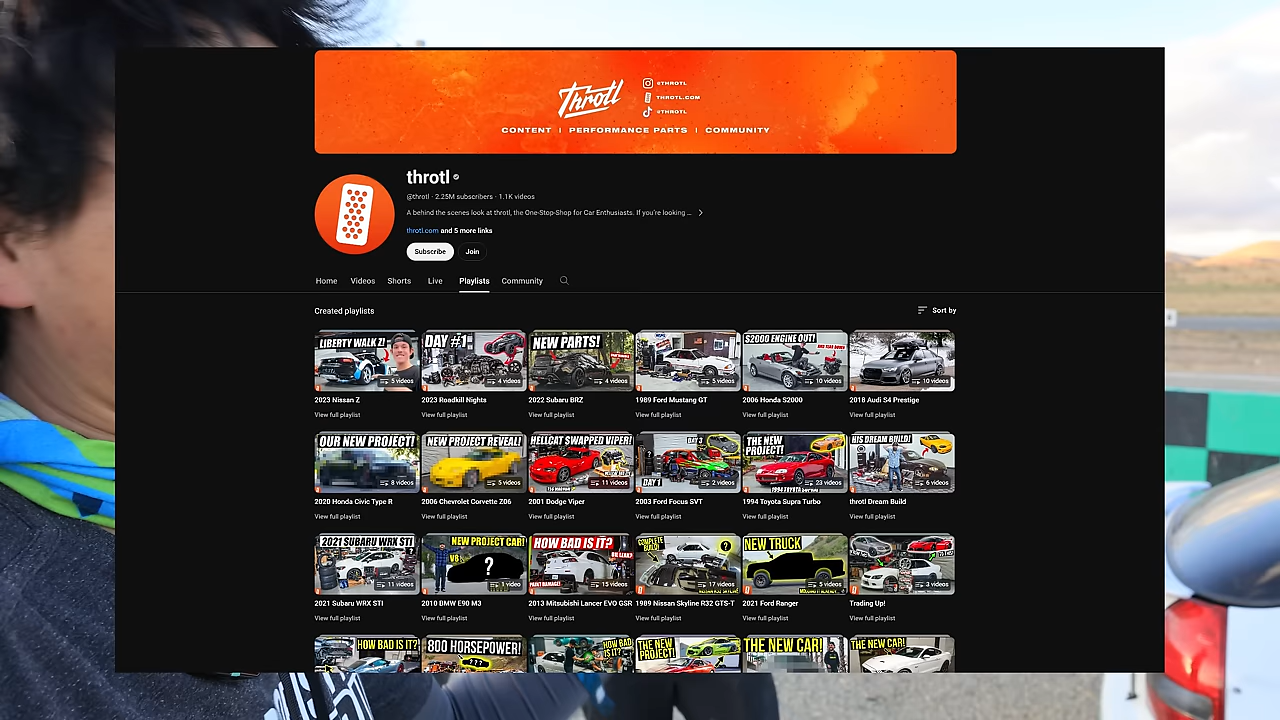 Throtl
@THROTL
THROTL.COM
@THROTL
CONTENT | PERFORMANCE PARTS | COMMUNITY
throtl
@throtl · 2.25M subscribers · 1.1K videos
A behind the scenes look at throtl, the One-Stop-Shop for Car Enthusiasts. If you're looking ...
throtl.com and 5 more links
Subscribe Join
Home Videos Shorts Live Playlists Community
Created playlists Sort by
LIBERTY WALK Z! DAY #1 NEW PARTS! S2000 ENGINE OUT!
5 videos 4 videos 4 videos 5 videos 10 videos 10 videos
2023 Nissan Z 2023 Roadkill Nights 2022 Subaru BRZ 1989 Ford Mustang GT 2006 Honda S2000 2018 Audi S4 Prestige
View full playlist View full playlist View full playlist View full playlist View full playlist View full playlist
OUR NEW PROJECT! NEW PROJECT REVEAL! HELLCAT SWAPPED VIPER! DAY 3 DAY 1 THE NEW PROJECT! HIS DREAM BUILD!
8 videos 5 videos 11 videos 2 videos 23 videos 6 videos
2020 Honda Civic Type R 2006 Chevrolet Corvette Z06 2001 Dodge Viper 2003 Ford Focus SVT 1994 Toyota Supra Turbo throtl Dream Build
View full playlist View full playlist View full playlist View full playlist View full playlist View full playlist
2021 SUBARU WRX STI NEW PROJECT CAR! V8 ? HOW BAD IS IT? COMPLETE BUILD! ? NEW TRUCK
11 videos 1 video 15 videos 17 videos 5 videos 3 videos
2021 Subaru WRX STI 2010 BMW E90 M3 2013 Mitsubishi Lancer EVO GSR 1989 Nissan Skyline R32 GTS-T 2021 Ford Ranger Trading Up!
View full playlist View full playlist View full playlist View full playlist View full playlist View full playlist
HOW BAD IS IT? 800 HORSEPOWER! ??? HOW BAD IS IT? THE NEW PROJECT! THE NEW CAR! THE NEW CAR!